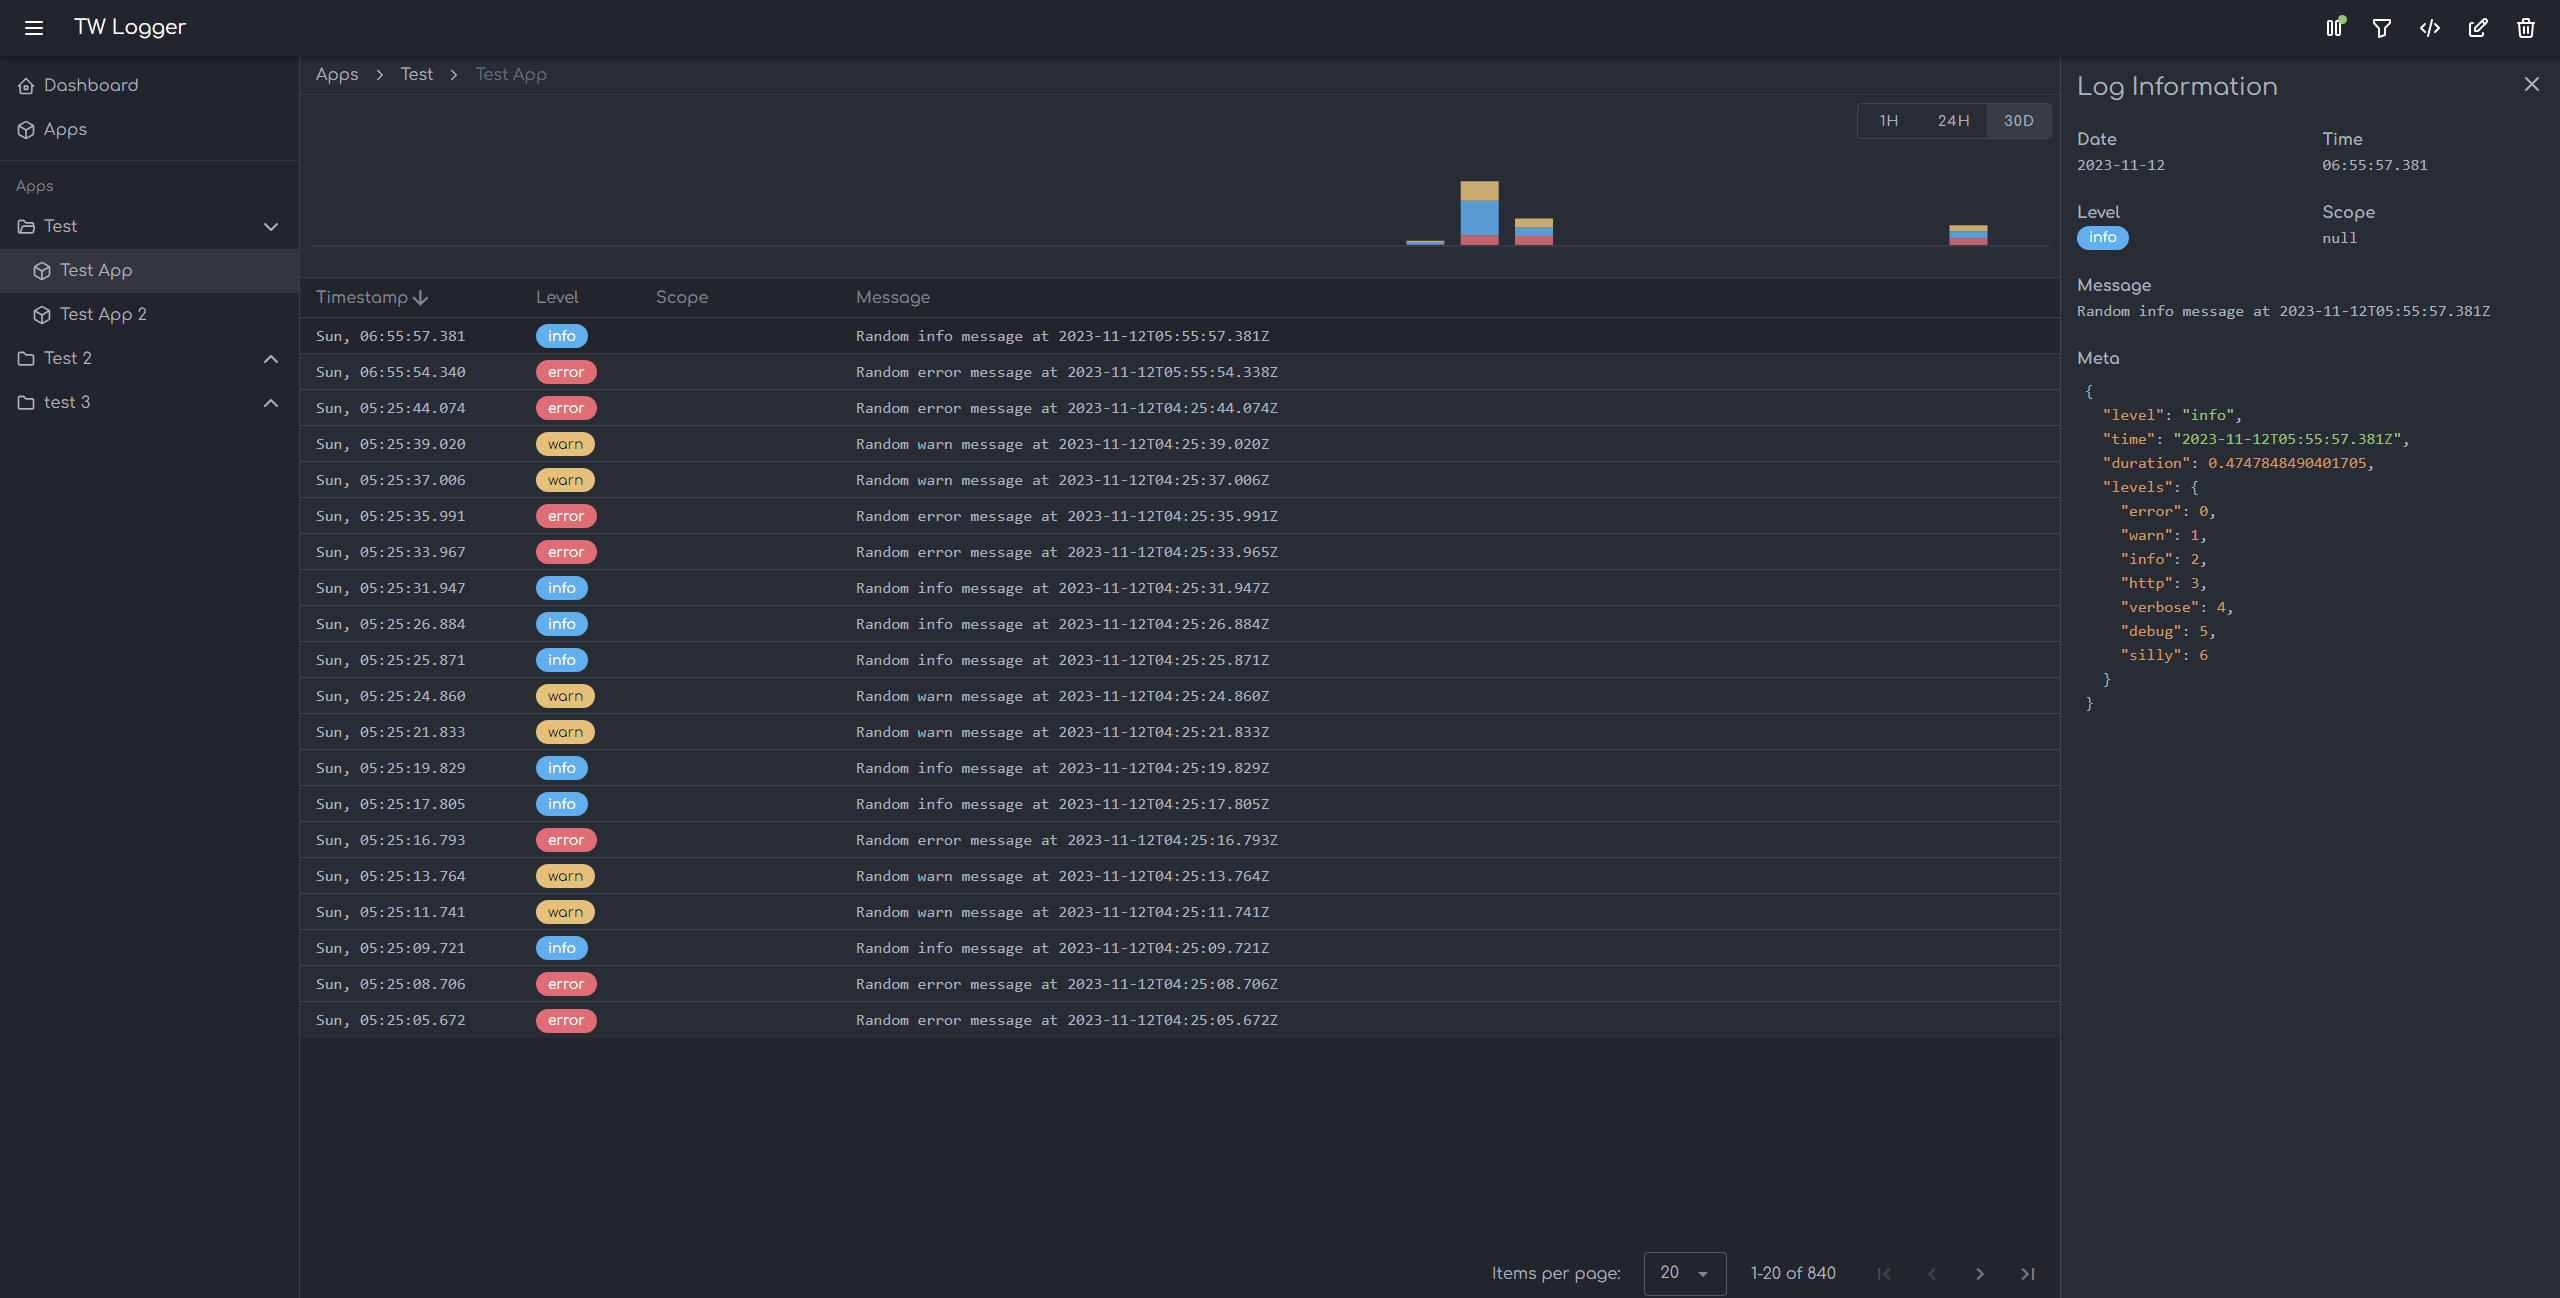 TW Logger
Dashboard
Apps
Apps
Test
Test App
Test App 2
Test 2
test 3
Apps > Test > Test App
1H 24H 30D
Timestamp Level Scope Message
Sun, 06:55:57.381 info Random info message at 2023-11-12T05:55:57.381Z
Sun, 06:55:54.340 error Random error message at 2023-11-12T05:55:54.338Z
Sun, 05:25:44.074 error Random error message at 2023-11-12T04:25:44.074Z
Sun, 05:25:39.020 warn Random warn message at 2023-11-12T04:25:39.020Z
Sun, 05:25:37.006 warn Random warn message at 2023-11-12T04:25:37.006Z
Sun, 05:25:35.991 error Random error message at 2023-11-12T04:25:35.991Z
Sun, 05:25:33.967 error Random error message at 2023-11-12T04:25:33.965Z
Sun, 05:25:31.947 info Random info message at 2023-11-12T04:25:31.947Z
Sun, 05:25:26.884 info Random info message at 2023-11-12T04:25:26.884Z
Sun, 05:25:25.871 info Random info message at 2023-11-12T04:25:25.871Z
Sun, 05:25:24.860 warn Random warn message at 2023-11-12T04:25:24.860Z
Sun, 05:25:21.833 warn Random warn message at 2023-11-12T04:25:21.833Z
Sun, 05:25:19.829 info Random info message at 2023-11-12T04:25:19.829Z
Sun, 05:25:17.805 info Random info message at 2023-11-12T04:25:17.805Z
Sun, 05:25:16.793 error Random error message at 2023-11-12T04:25:16.793Z
Sun, 05:25:13.764 warn Random warn message at 2023-11-12T04:25:13.764Z
Sun, 05:25:11.741 warn Random warn message at 2023-11-12T04:25:11.741Z
Sun, 05:25:09.721 info Random info message at 2023-11-12T04:25:09.721Z
Sun, 05:25:08.706 error Random error message at 2023-11-12T04:25:08.706Z
Sun, 05:25:05.672 error Random error message at 2023-11-12T04:25:05.672Z
Items per page: 20 1-20 of 840
Log Information
Date Time
2023-11-12 06:55:57.381
Level Scope
info null
Message
Random info message at 2023-11-12T05:55:57.381Z
Meta
{
"level": "info",
"time": "2023-11-12T05:55:57.381Z",
"duration": 0.4747848490401705,
"levels": {
"error": 0,
"warn": 1,
"info": 2,
"http": 3,
"verbose": 4,
"debug": 5,
"silly": 6
}
}